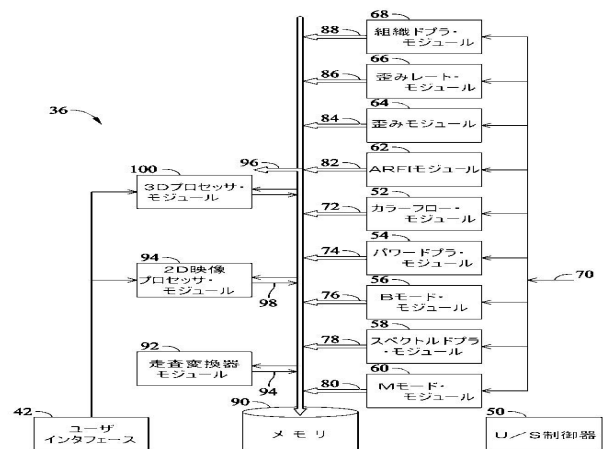 68
88
組織ドプラ・
モジュール
66
86
歪みレート・
モジュール
64
36
84
歪みモジュール
62
100
96
82
ARFIモジュール
3Dプロセッサ・
モジュール
52
72
カラーフロー・
モジュール
54
94
74
パワードプラ・
モジュール
70
2D映像
プロセッサ・
モジュール
98
56
76
Bモード・
モジュール
58
92
78
スペクトルドプラ
・モジュール
走査変換器
モジュール
94
60
80
Mモード・
モジュール
42
90
50
ユーザ
インタフェース
メモリ
U/S制御器